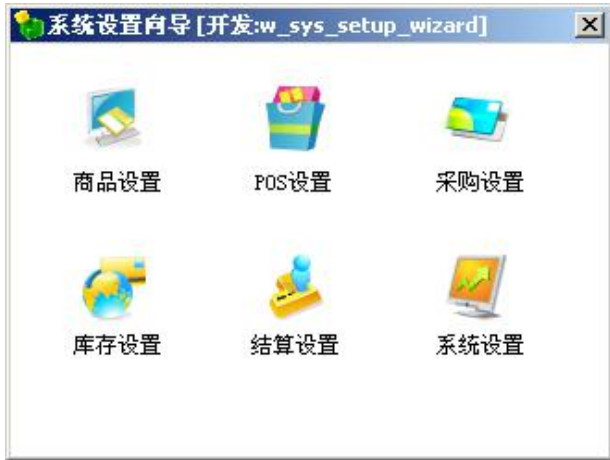 系统设置向导[开发:w_sys_setup_wizard]
商品设置 POS设置 采购设置
库存设置 结算设置 系统设置